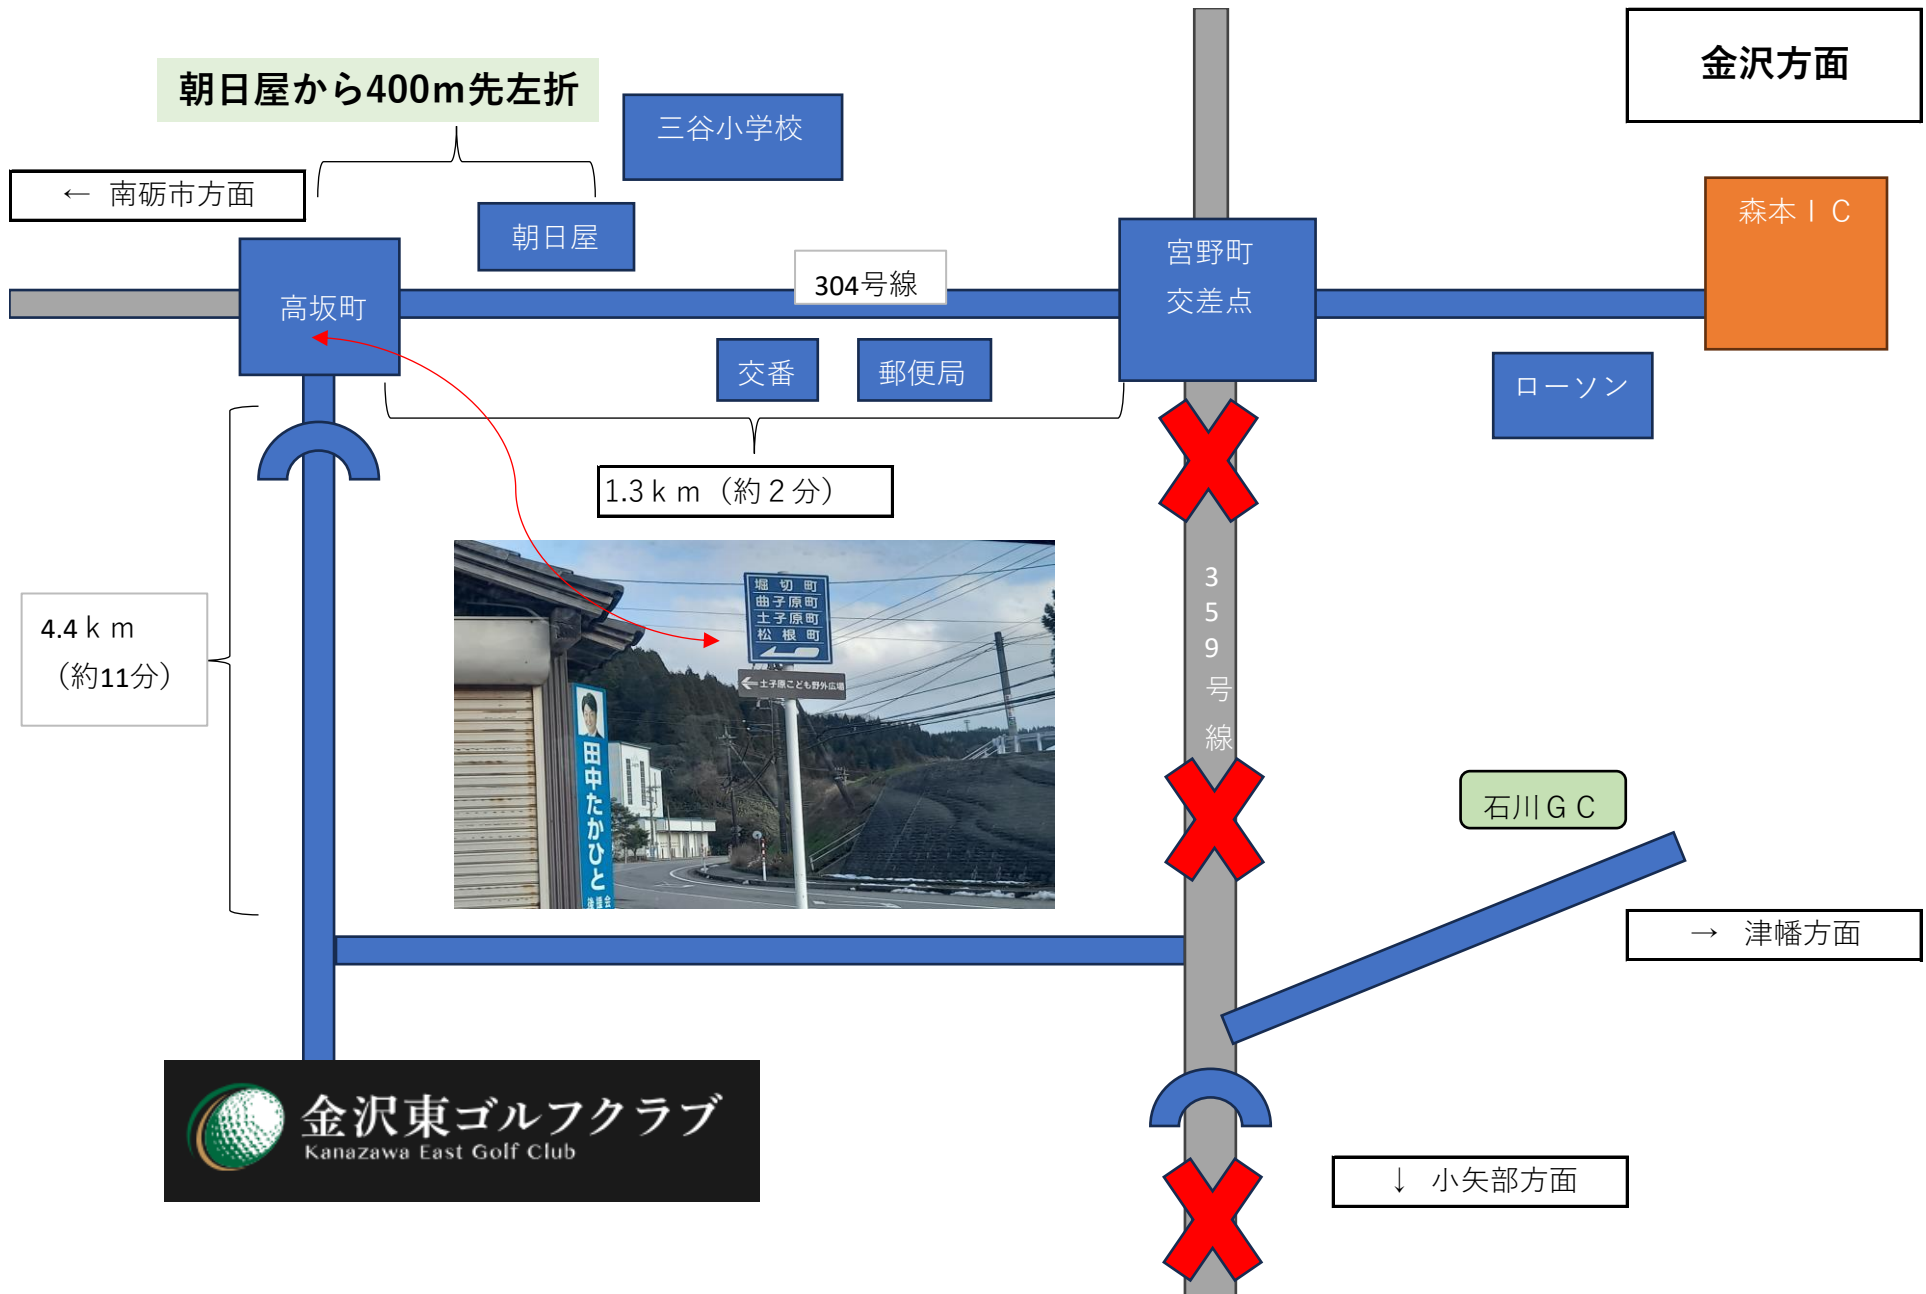 金沢方面
朝日屋から400m先左折
三谷小学校
← 南砺市方面
朝日屋
森本ＩＣ
宮野町
交差点
304号線
高坂町
交番
郵便局
ローソン
1.3ｋｍ（約２分）
359号線
4.4ｋｍ
（約11分）
堀切町
曲子原町
土子原町
松根町
土子原こども野外広場
田中たかひと
後援会
石川ＧＣ
→ 津幡方面
金沢東ゴルフクラブ
Kanazawa East Golf Club
↓ 小矢部方面